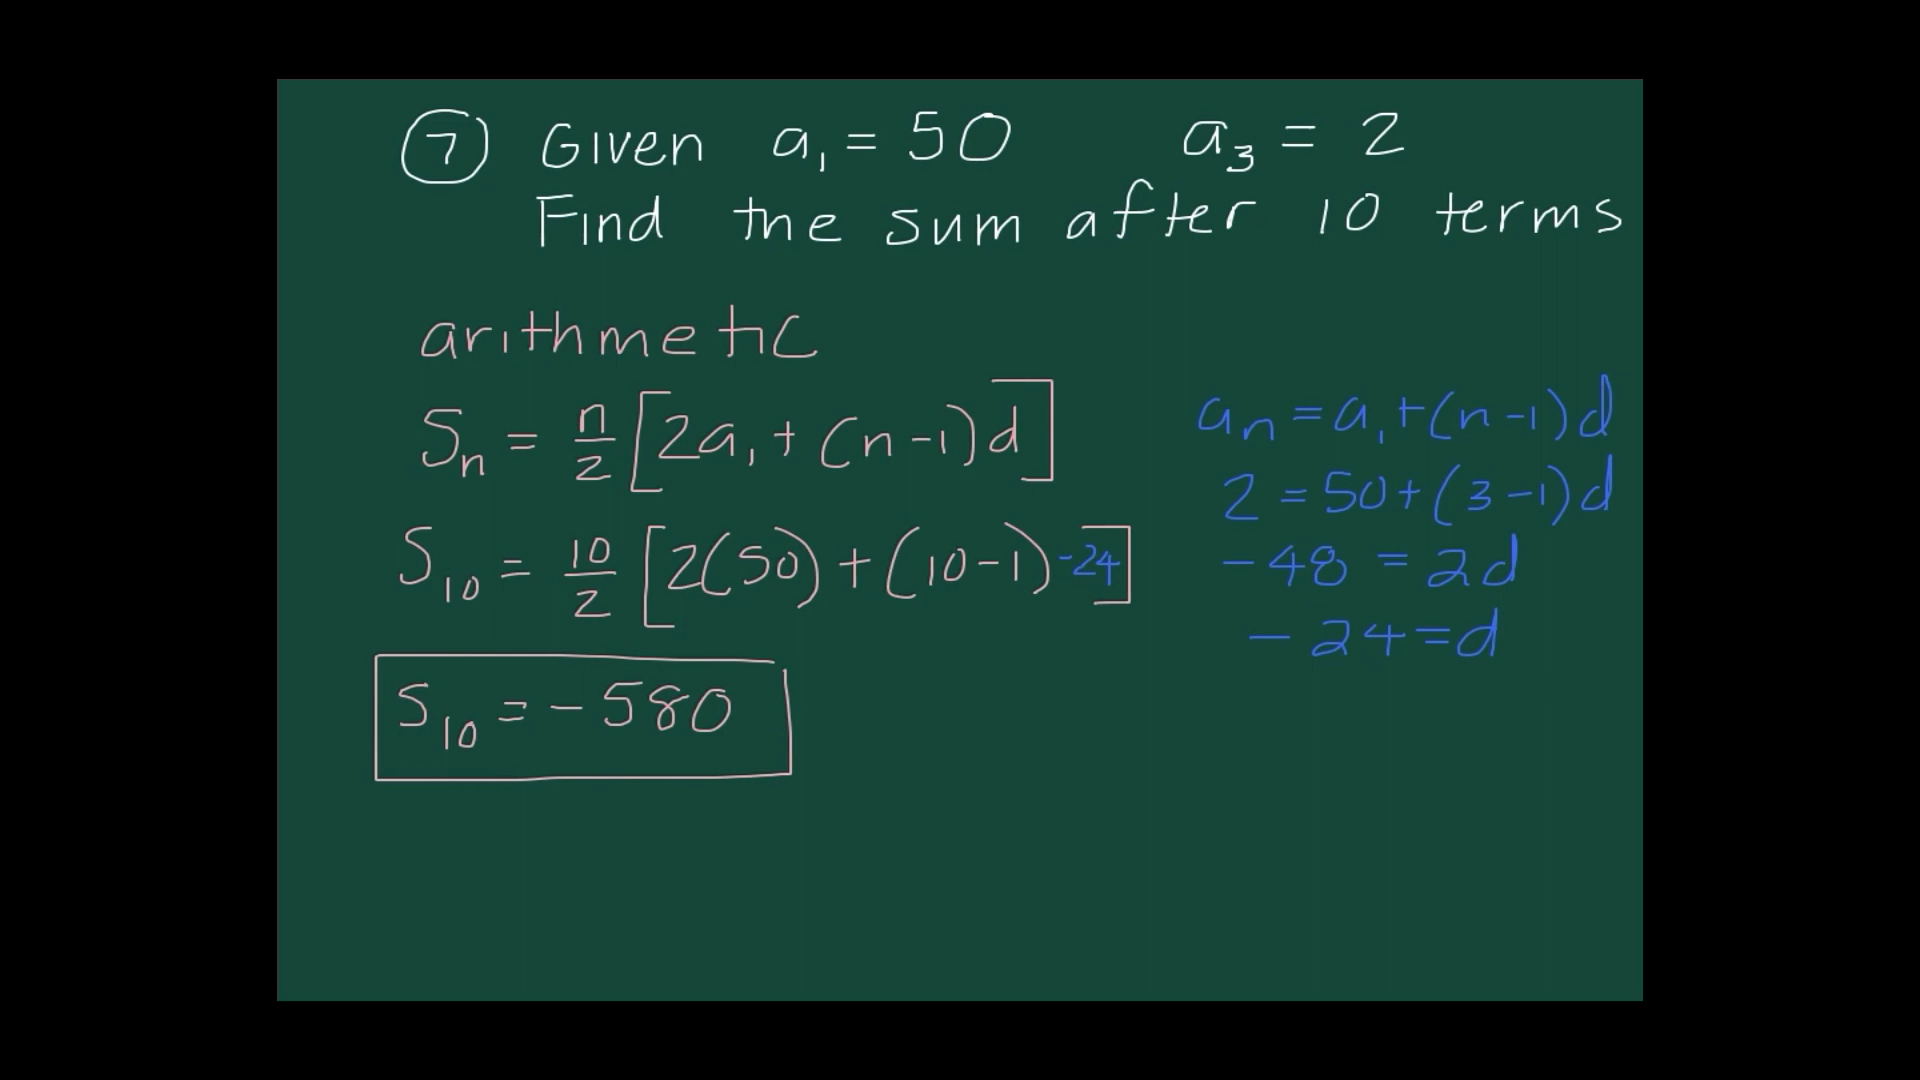 ⑦ Given a₁ = 50 a₃ = 2
Find the sum after 10 terms
arithmetic
Sₙ = n/2 [2a₁ + (n-1)d]
S₁₀ = 10/2 [2(50) + (10-1) -24]
S₁₀ = -580
aₙ = a₁ + (n-1)d
2 = 50 + (3-1)d
-48 = 2d
-24 = d